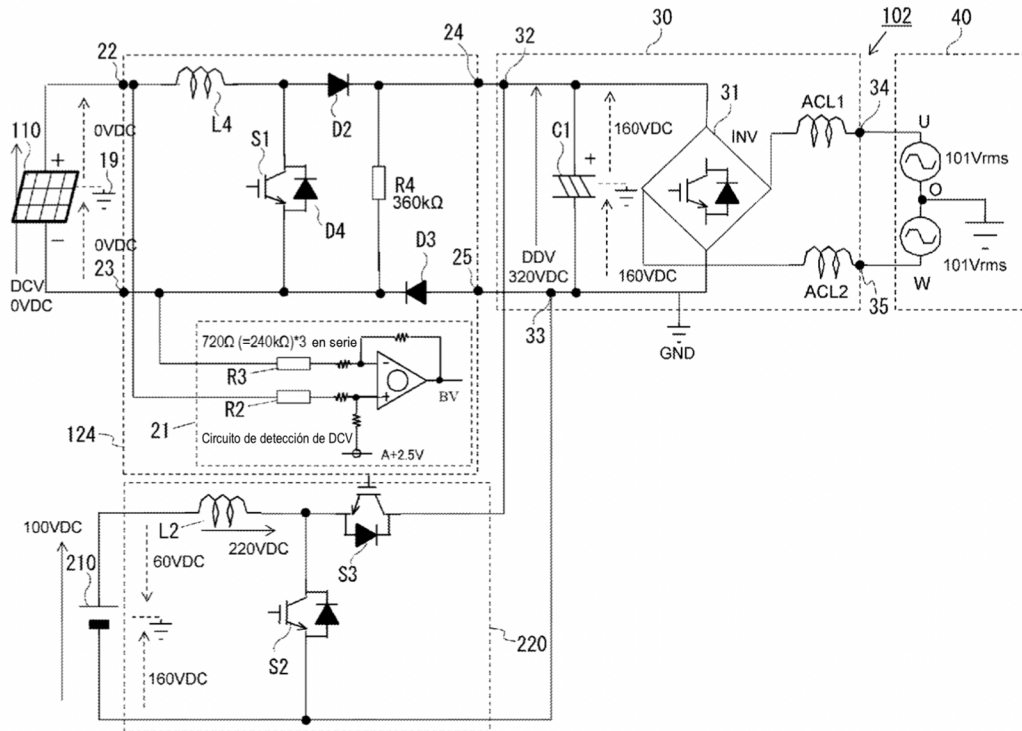 30
102
40
22
24
32
34
110
L4
D2
S1
D4
R4
360kΩ
0VDC
19
0VDC
DCV
0VDC
+
−
23
D3
25
DDV
320VDC
C1
+
160VDC
160VDC
31
INV
ACL1
ACL2
35
33
GND
U
101Vrms
O
101Vrms
W
720Ω (=240kΩ)*3 en serie
R3
R2
−
+
BV
21
Circuito de detección de DCV
A+2.5V
124
100VDC
210
L2
220VDC
60VDC
160VDC
S3
S2
220